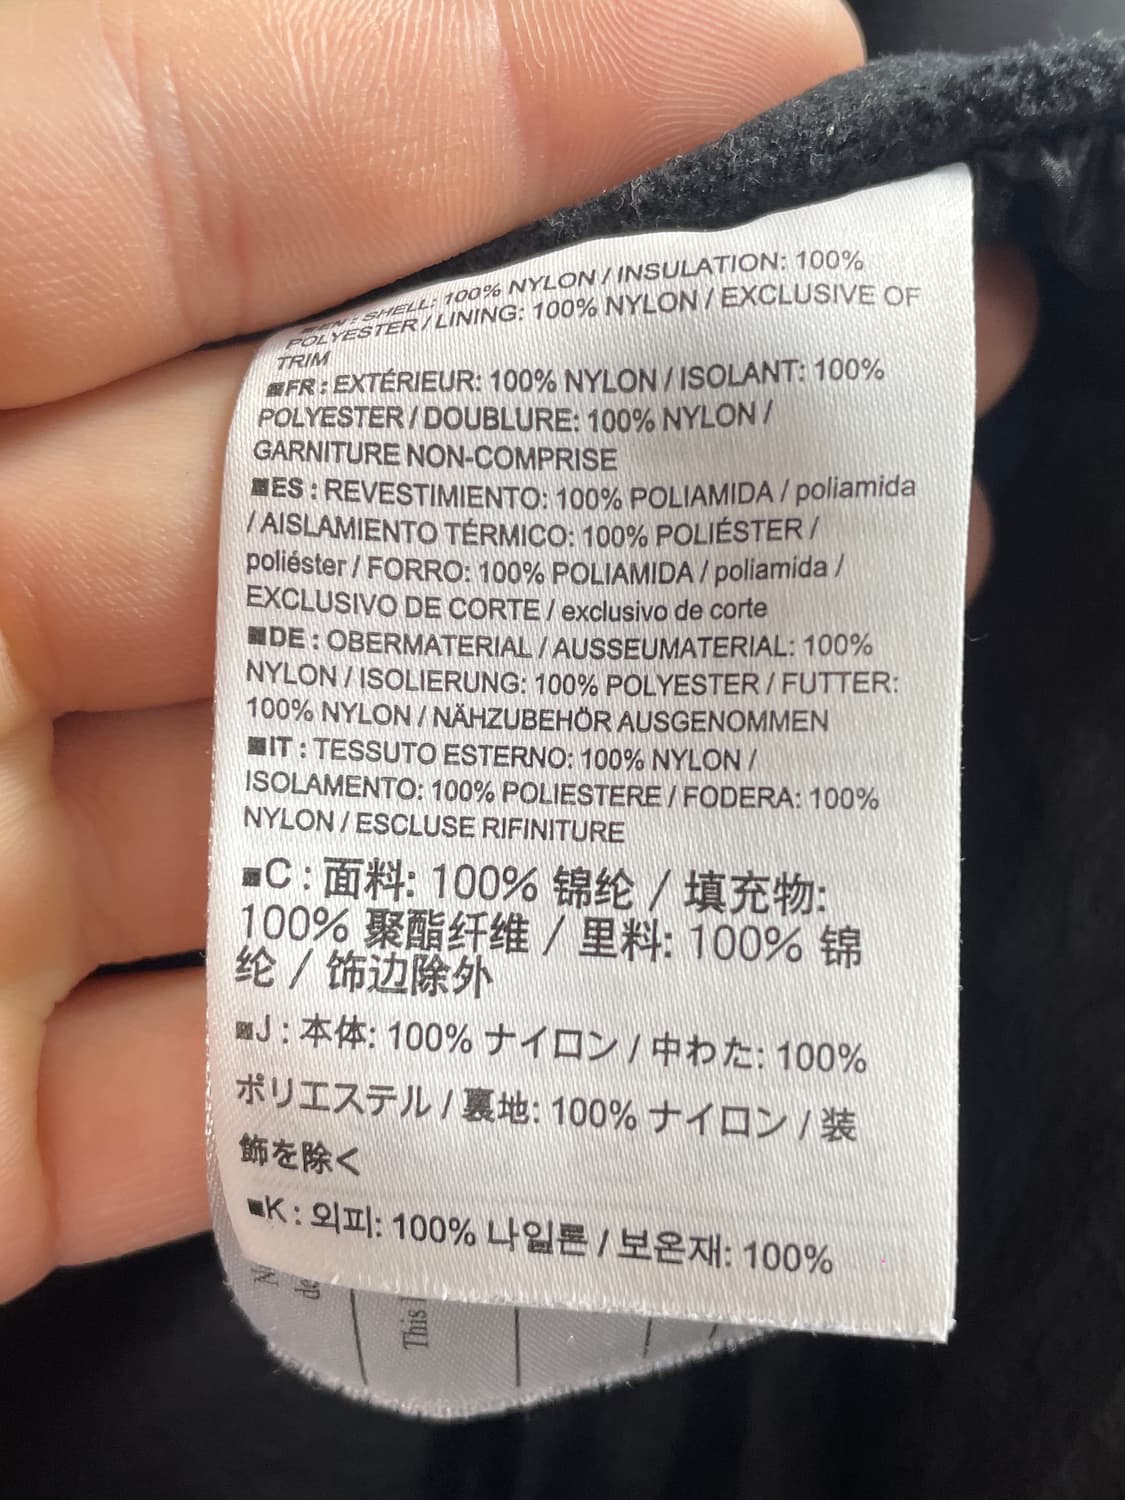 ■EN : SHELL: 100% NYLON / INSULATION: 100%
POLYESTER / LINING: 100% NYLON / EXCLUSIVE OF
TRIM
■FR : EXTÉRIEUR: 100% NYLON / ISOLANT: 100%
POLYESTER / DOUBLURE: 100% NYLON /
GARNITURE NON-COMPRISE
■ES : REVESTIMIENTO: 100% POLIAMIDA / poliamida
/ AISLAMIENTO TÉRMICO: 100% POLIÉSTER /
poliéster / FORRO: 100% POLIAMIDA / poliamida /
EXCLUSIVO DE CORTE / exclusivo de corte
■DE : OBERMATERIAL / AUSSEUMATERIAL: 100%
NYLON / ISOLIERUNG: 100% POLYESTER / FUTTER:
100% NYLON / NÄHZUBEHÖR AUSGENOMMEN
■IT : TESSUTO ESTERNO: 100% NYLON /
ISOLAMENTO: 100% POLIESTERE / FODERA: 100%
NYLON / ESCLUSE RIFINITURE
■C : 面料: 100% 锦纶 / 填充物:
100% 聚酯纤维 / 里料: 100% 锦
纶 / 饰边除外
■J : 本体: 100% ナイロン / 中わた: 100%
ポリエステル / 裏地: 100% ナイロン / 装
飾を除く
■K : 외피: 100% 나일론 / 보온재: 100%
This